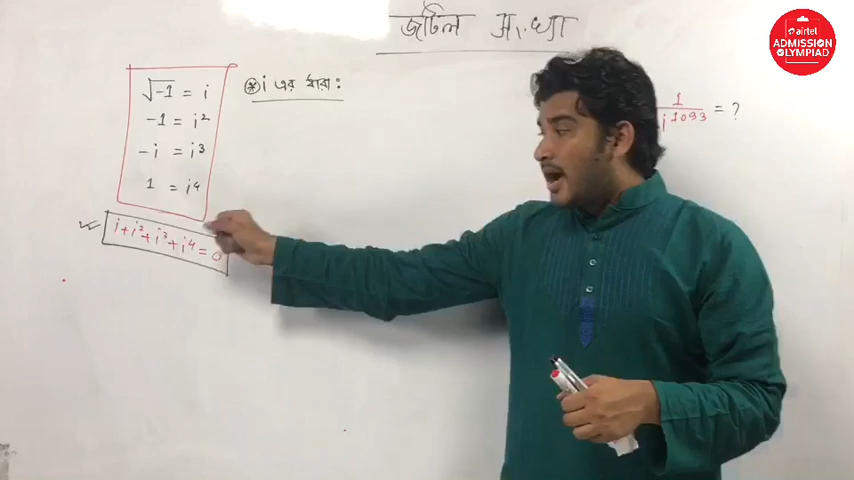 জটিল সংখ্যা
airtel
ADMISSION
OLYMPIAD
√-1 = i
-1 = i²
-i = i³
1 = i⁴
i + i² + i³ + i⁴ = 0
⊛ i এর ধারা :
1/i¹⁰⁹³ = ?